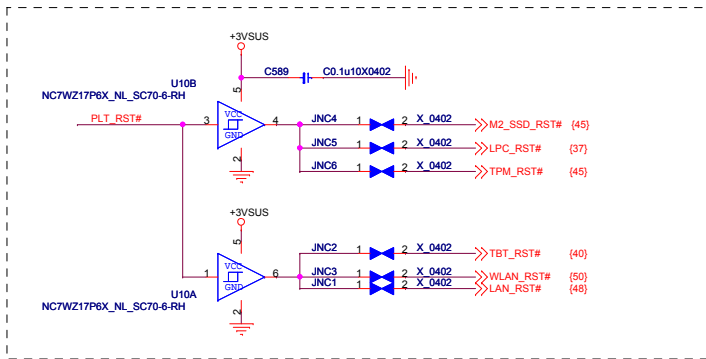 +3VSUS
C589 C0.1u10X0402
U10B
NC7WZ17P6X_NL_SC70-6-RH
5
VCC
GND
PLT_RST# 3 4 JNC4 1 2 X_0402 M2_SSD_RST# {45}
JNC5 1 2 X_0402 LPC_RST# {37}
2
JNC6 1 2 X_0402 TPM_RST# {45}
+3VSUS
5
JNC2 1 2 X_0402 TBT_RST# {40}
VCC
GND
1 6 JNC3 1 2 X_0402 WLAN_RST# {50}
JNC1 1 2 X_0402 LAN_RST# {48}
U10A
NC7WZ17P6X_NL_SC70-6-RH
2